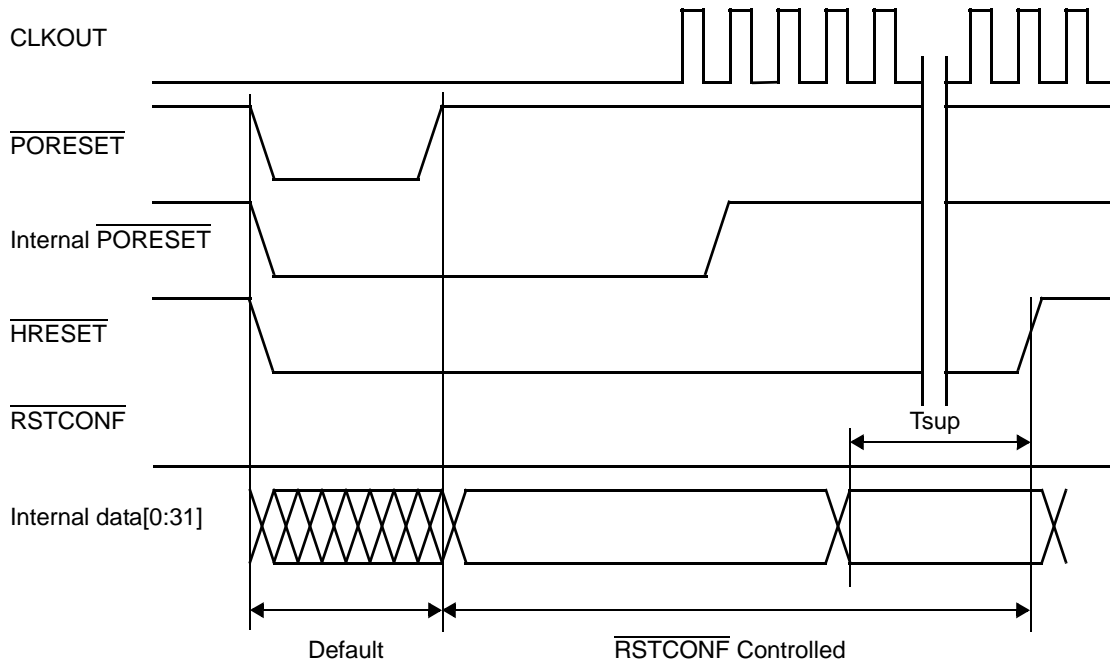 CLKOUT
PORESET
Internal PORESET
HRESET
RSTCONF
Tsup
Internal data[0:31]
Default
RSTCONF Controlled